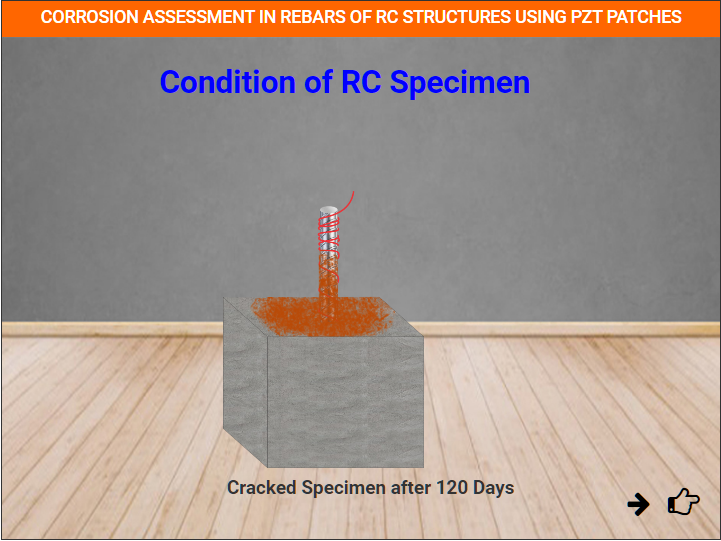 CORROSION ASSESSMENT IN REBARS OF RC STRUCTURES USING PZT PATCHES
Condition of RC Specimen
Cracked Specimen after 120 Days